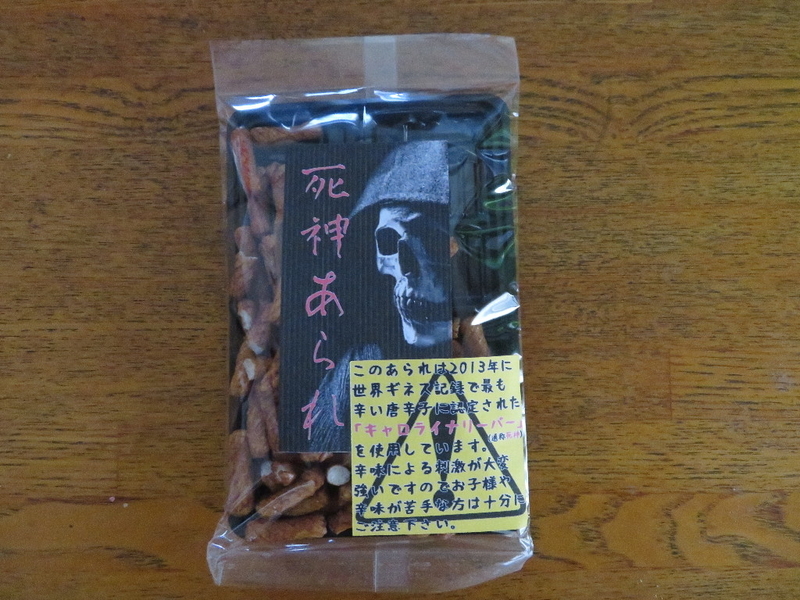 死神あられ
このあられは2013年に
世界ギネス記録で最も
辛い唐辛子に認定された
「キャロライナリーパー」
(通称死神)
を使用しています。
辛味による刺激が大変
強いですのでお子様や
辛味が苦手な方は十分に
ご注意下さい。